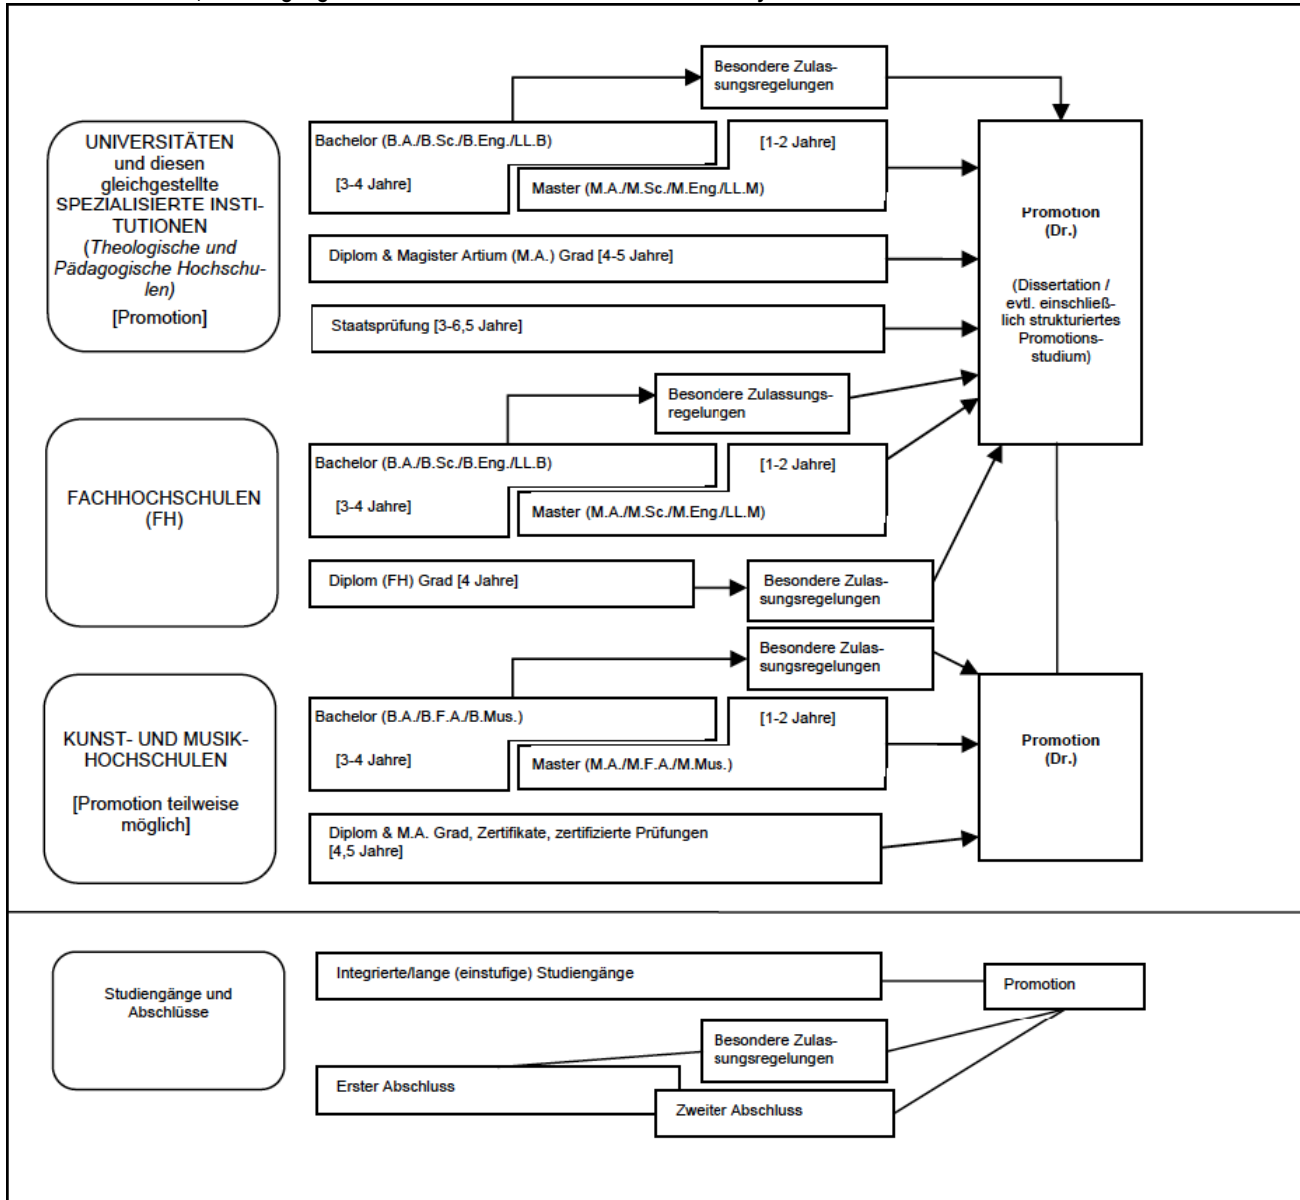 Besondere Zulas-
sungsregelungen
UNIVERSITÄTEN
und diesen
gleichgestellte
SPEZIALISIERTE INSTI-
TUTIONEN
(Theologische und
Pädagogische Hochschu-
len)
[Promotion]
Bachelor (B.A./B.Sc./B.Eng./LL.B)
[3-4 Jahre]
[1-2 Jahre]
Master (M.A./M.Sc./M.Eng./LL.M)
Diplom & Magister Artium (M.A.) Grad [4-5 Jahre]
Staatsprüfung [3-6,5 Jahre]
Promotion
(Dr.)
(Dissertation /
evtl. einschließ-
lich strukturiertes
Promotions-
studium)
Besondere Zulassungs-
regelungen
FACHHOCHSCHULEN
(FH)
Bachelor (B.A./B.Sc./B.Eng./LL.B)
[3-4 Jahre]
[1-2 Jahre]
Master (M.A./M.Sc./M.Eng./LL.M)
Diplom (FH) Grad [4 Jahre]
Besondere Zulas-
sungsregelungen
Besondere Zulas-
sungsregelungen
KUNST- UND MUSIK-
HOCHSCHULEN
[Promotion teilweise
möglich]
Bachelor (B.A./B.F.A./B.Mus.)
[3-4 Jahre]
[1-2 Jahre]
Master (M.A./M.F.A./M.Mus.)
Diplom & M.A. Grad, Zertifikate, zertifizierte Prüfungen
[4,5 Jahre]
Promotion
(Dr.)
Studiengänge und
Abschlüsse
Integrierte/lange (einstufige) Studiengänge
Promotion
Besondere Zulas-
sungsregelungen
Erster Abschluss
Zweiter Abschluss